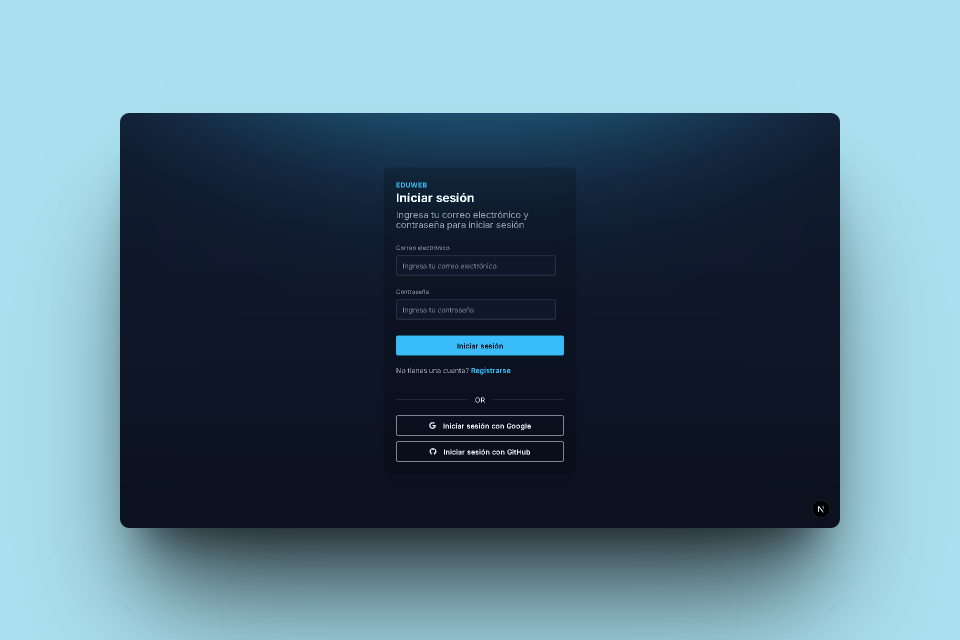 EDUWEB
Iniciar sesión
Ingresa tu correo electrónico y
contraseña para iniciar sesión
Correo electrónico
Ingresa tu correo electrónico
Contraseña
Ingresa tu contraseña
Iniciar sesión
No tienes una cuenta? Registrarse
OR
Iniciar sesión con Google
Iniciar sesión con GitHub
N